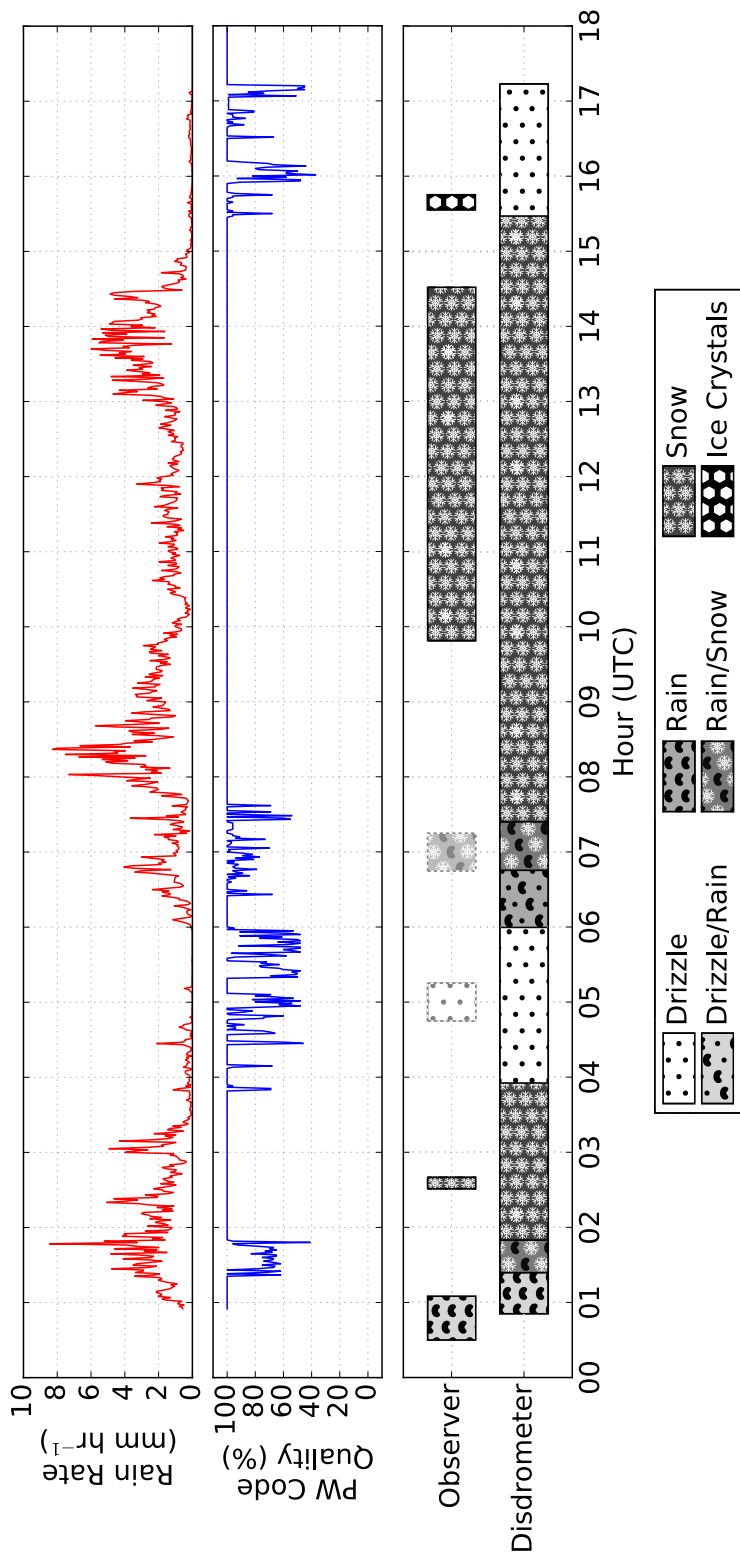 10
8
6
4
2
0
Rain Rate
(mm hr⁻¹)
100
80
60
40
20
0
PW Code
Quality (%)
Observer
Disdrometer
00 01 02 03 04 05 06 07 08 09 10 11 12 13 14 15 16 17 18
Hour (UTC)
Drizzle Rain Snow
Drizzle/Rain Rain/Snow Ice Crystals